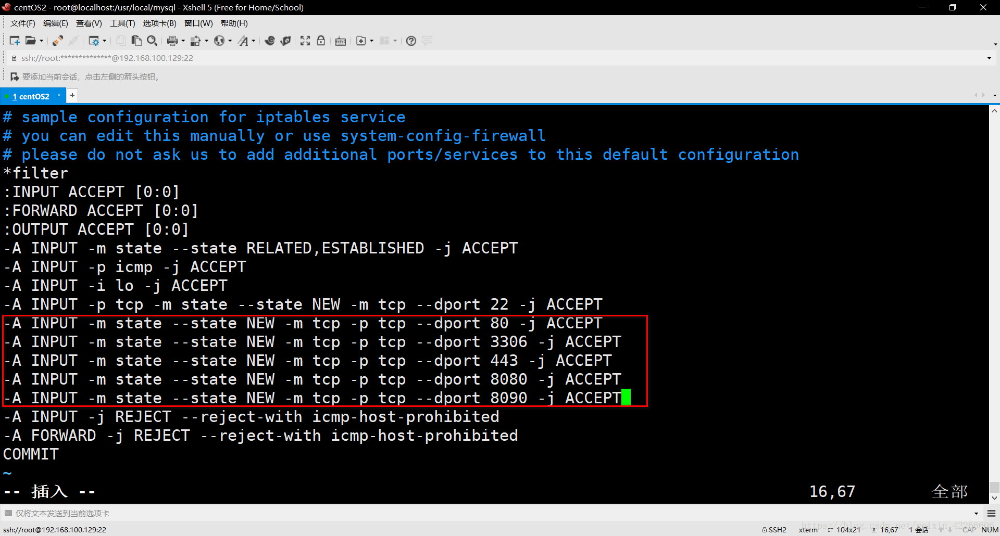 centOS2 - root@localhost:/usr/local/mysql - Xshell 5 (Free for Home/School)
文件(F) 编辑(E) 查看(V) 工具(T) 选项卡(B) 窗口(W) 帮助(H)
ssh://root:**************@192.168.100.129:22
要添加当前会话，点击左侧的箭头按钮。
1 centOS2 × +
# sample configuration for iptables service
# you can edit this manually or use system-config-firewall
# please do not ask us to add additional ports/services to this default configuration
*filter
:INPUT ACCEPT [0:0]
:FORWARD ACCEPT [0:0]
:OUTPUT ACCEPT [0:0]
-A INPUT -m state --state RELATED,ESTABLISHED -j ACCEPT
-A INPUT -p icmp -j ACCEPT
-A INPUT -i lo -j ACCEPT
-A INPUT -p tcp -m state --state NEW -m tcp --dport 22 -j ACCEPT
-A INPUT -m state --state NEW -m tcp -p tcp --dport 80 -j ACCEPT
-A INPUT -m state --state NEW -m tcp -p tcp --dport 3306 -j ACCEPT
-A INPUT -m state --state NEW -m tcp -p tcp --dport 443 -j ACCEPT
-A INPUT -m state --state NEW -m tcp -p tcp --dport 8080 -j ACCEPT
-A INPUT -m state --state NEW -m tcp -p tcp --dport 8090 -j ACCEPT
-A INPUT -j REJECT --reject-with icmp-host-prohibited
-A FORWARD -j REJECT --reject-with icmp-host-prohibited
COMMIT
~
-- 插入 -- 16,67 全部
仅将文本发送到当前选项卡
https://blog.csdn.net/weixin_42266606
ssh://root@192.168.100.129:22 SSH2 xterm 104x21 16,67 1 会话 CAP NUM